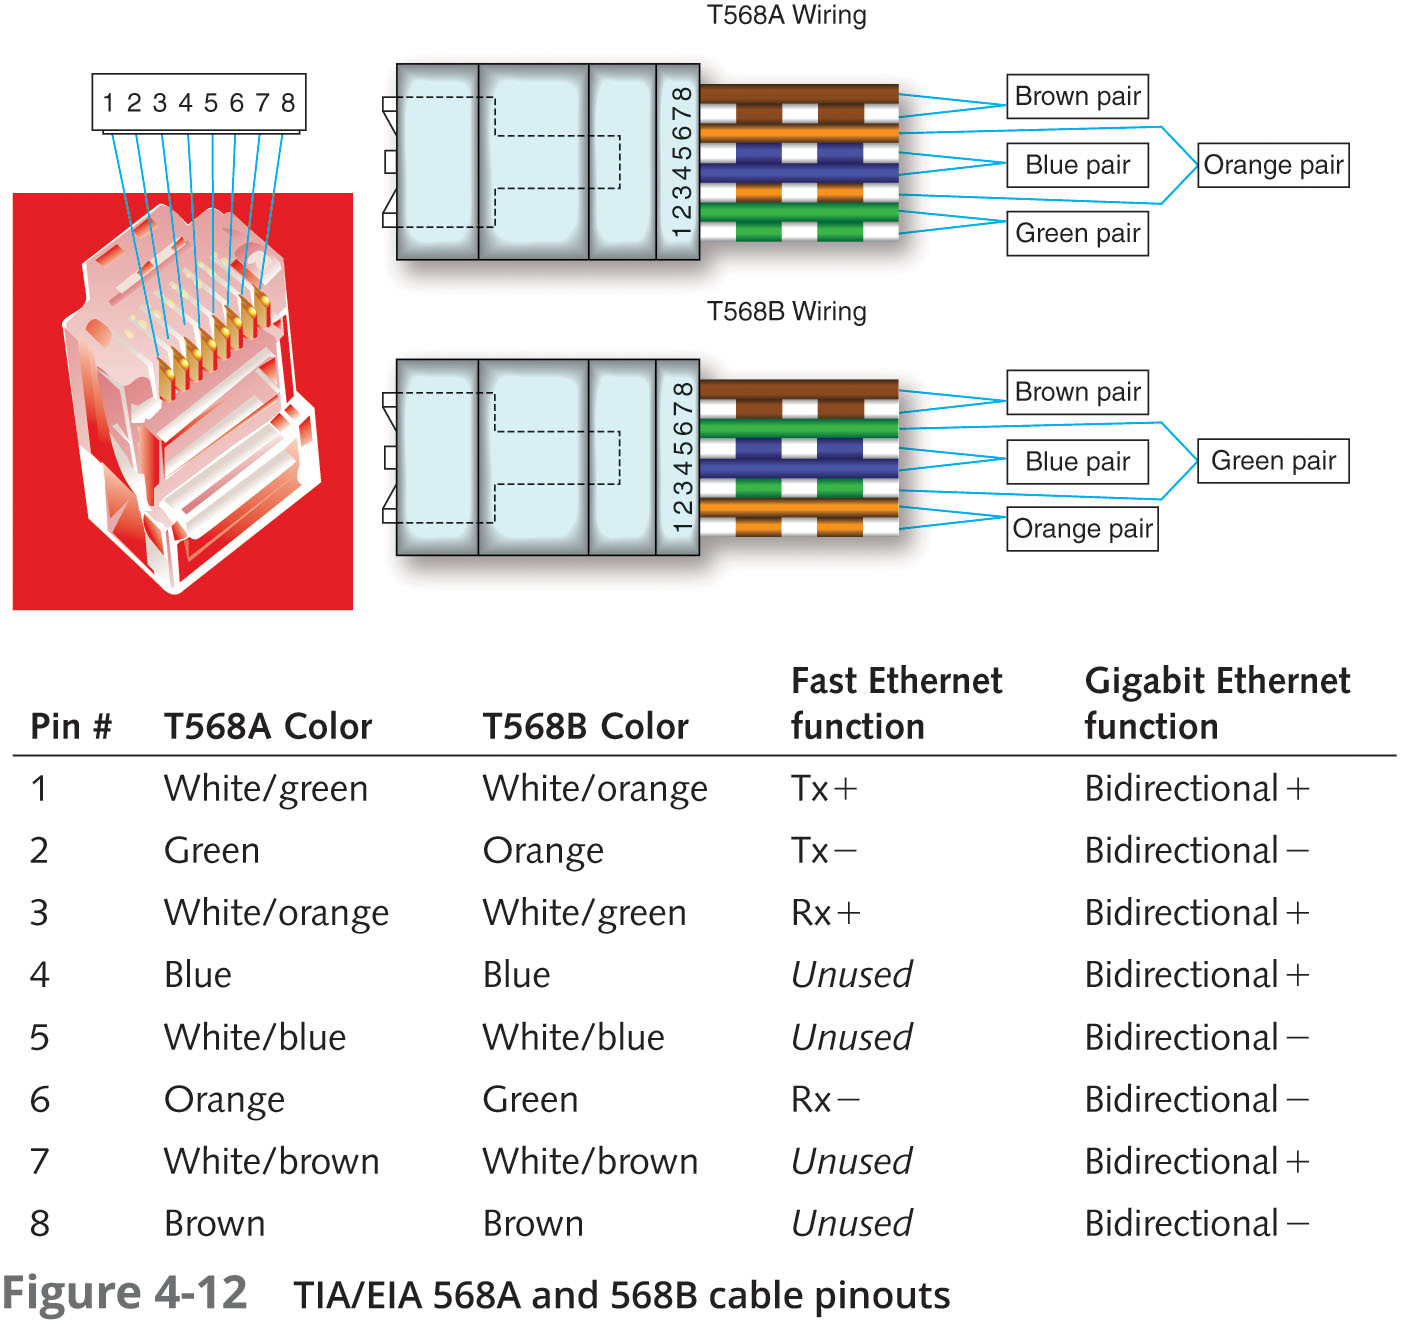 T568A Wiring
1 2 3 4 5 6 7 8
12345678
Brown pair
Blue pair
Orange pair
Green pair
T568B Wiring
12345678
Brown pair
Blue pair
Green pair
Orange pair
Pin # T568A Color T568B Color Fast Ethernet function Gigabit Ethernet function
1 White/green White/orange Tx+ Bidirectional+
2 Green Orange Tx− Bidirectional−
3 White/orange White/green Rx+ Bidirectional+
4 Blue Blue Unused Bidirectional+
5 White/blue White/blue Unused Bidirectional−
6 Orange Green Rx− Bidirectional−
7 White/brown White/brown Unused Bidirectional+
8 Brown Brown Unused Bidirectional−
Figure 4-12 TIA/EIA 568A and 568B cable pinouts